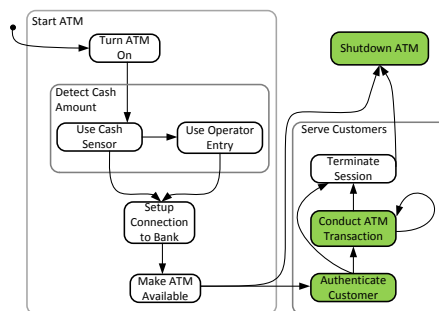 Start ATM
Turn ATM
On
Detect Cash
Amount
Use Cash
Sensor
Use Operator
Entry
Setup
Connection
to Bank
Make ATM
Available
Shutdown ATM
Serve Customers
Terminate
Session
Conduct ATM
Transaction
Authenticate
Customer